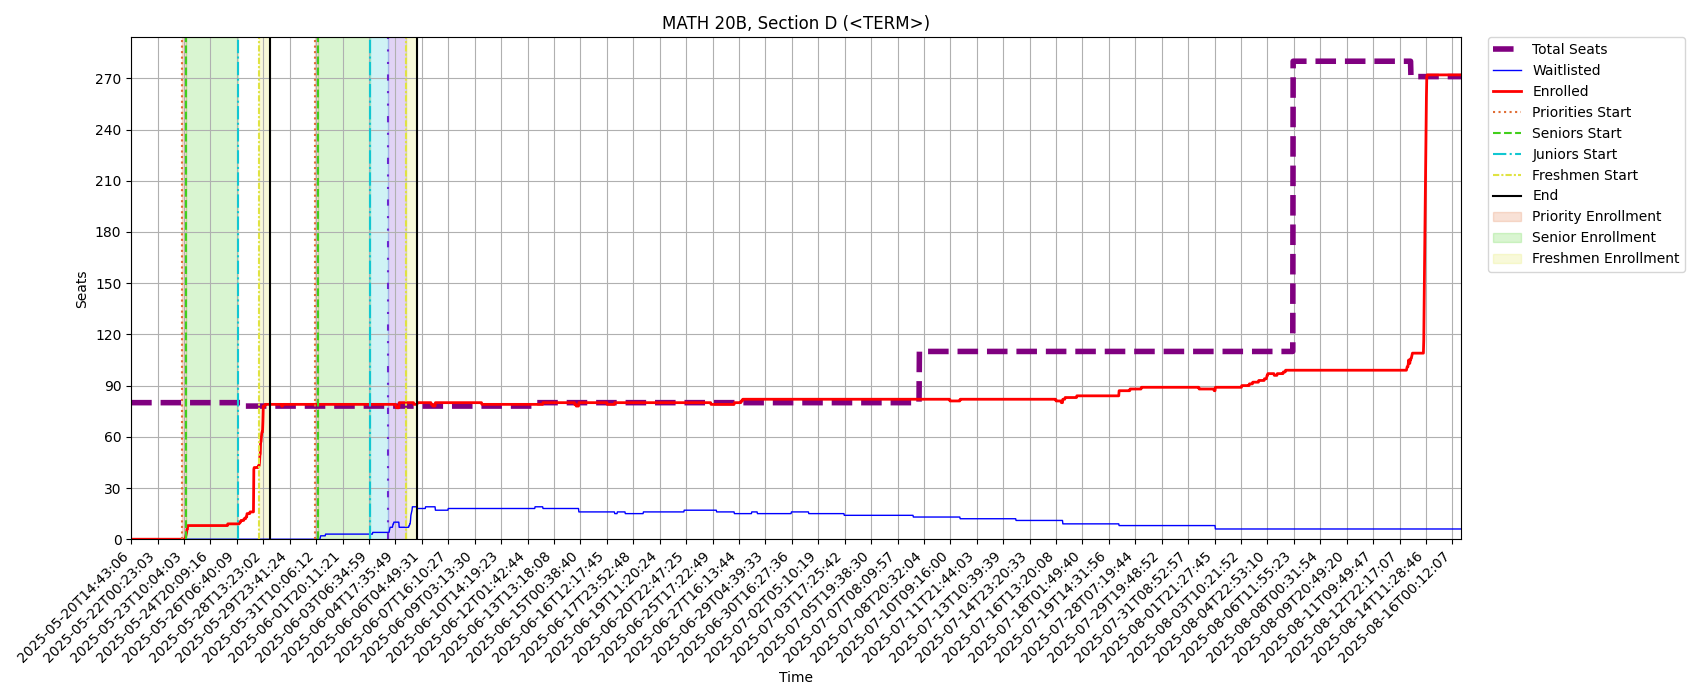 MATH 20B, Section D (<TERM>)
Seats
270
240
210
180
150
120
90
60
30
0
2025-05-20T14:43:06
2025-05-22T00:23:03
2025-05-23T10:04:03
2025-05-24T20:09:16
2025-05-26T06:40:09
2025-05-28T13:23:02
2025-05-29T23:41:24
2025-05-31T10:06:12
2025-06-01T20:11:21
2025-06-03T06:34:59
2025-06-04T17:35:49
2025-06-06T04:49:31
2025-06-07T16:10:27
2025-06-09T03:13:30
2025-06-10T14:19:23
2025-06-12T01:42:44
2025-06-13T13:18:08
2025-06-15T00:38:40
2025-06-16T12:17:45
2025-06-17T23:52:48
2025-06-19T11:20:24
2025-06-20T22:47:25
2025-06-25T17:22:49
2025-06-27T16:13:44
2025-06-29T04:39:33
2025-06-30T16:27:30
2025-07-02T05:10:19
2025-07-03T17:25:42
2025-07-05T19:38:30
2025-07-07T08:09:57
2025-07-08T20:32:04
2025-07-10T09:16:00
2025-07-11T21:44:03
2025-07-13T10:39:39
2025-07-14T23:20:33
2025-07-16T13:20:08
2025-07-18T01:49:40
2025-07-19T14:31:56
2025-07-28T07:19:44
2025-07-29T19:48:52
2025-07-31T08:52:57
2025-08-01T21:27:45
2025-08-03T10:21:52
2025-08-04T22:53:10
2025-08-06T11:55:23
2025-08-08T00:31:54
2025-08-09T20:49:20
2025-08-11T09:49:47
2025-08-12T22:17:07
2025-08-14T11:28:46
2025-08-16T00:12:07
Time
Total Seats
Waitlisted
Enrolled
Priorities Start
Seniors Start
Juniors Start
Freshmen Start
End
Priority Enrollment
Senior Enrollment
Freshmen Enrollment